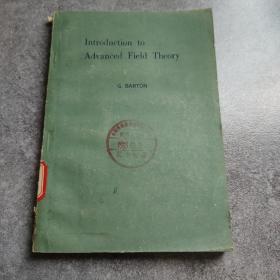 Introduction to
Advanced Field Theory
G. BARTON